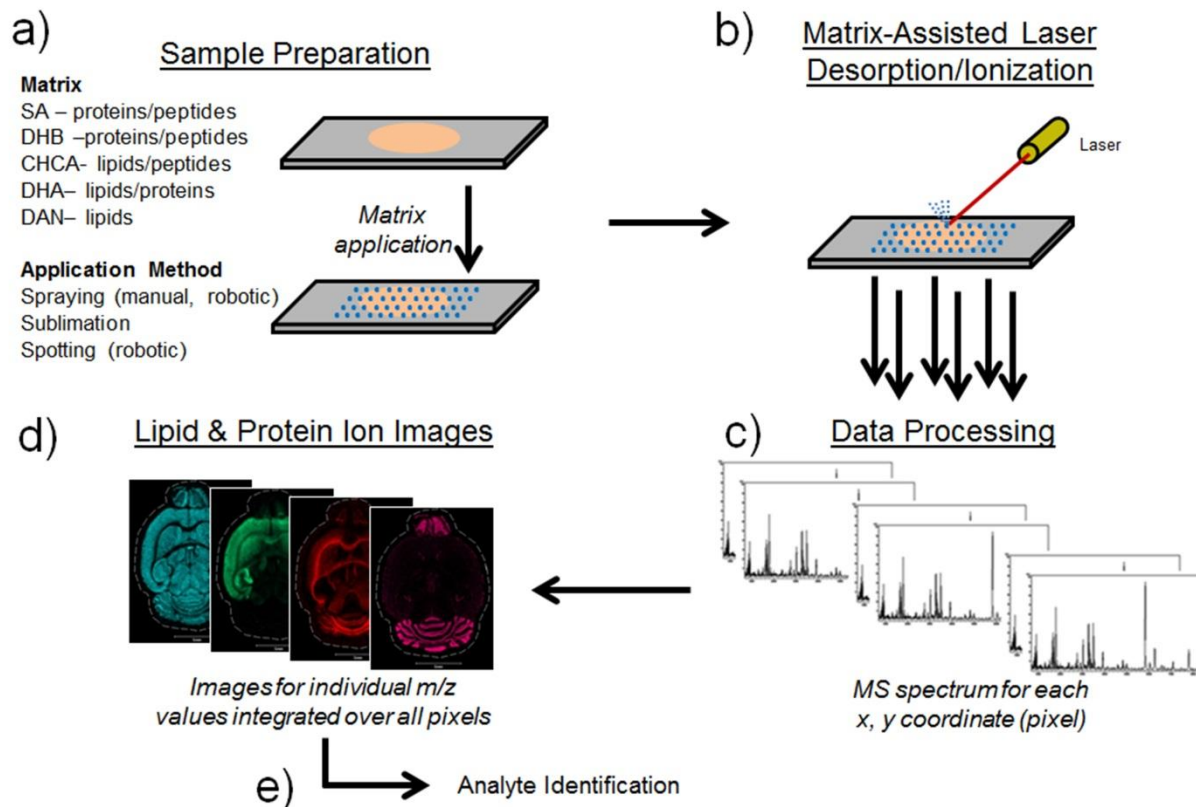 a)
Sample Preparation
Matrix
SA – proteins/peptides
DHB –proteins/peptides
CHCA- lipids/peptides
DHA– lipids/proteins
DAN– lipids
Matrix
application
Application Method
Spraying (manual, robotic)
Sublimation
Spotting (robotic)
b)
Matrix-Assisted Laser
Desorption/Ionization
Laser
c)
Data Processing
MS spectrum for each
x, y coordinate (pixel)
d)
Lipid & Protein Ion Images
Images for individual m/z
values integrated over all pixels
e)
Analyte Identification